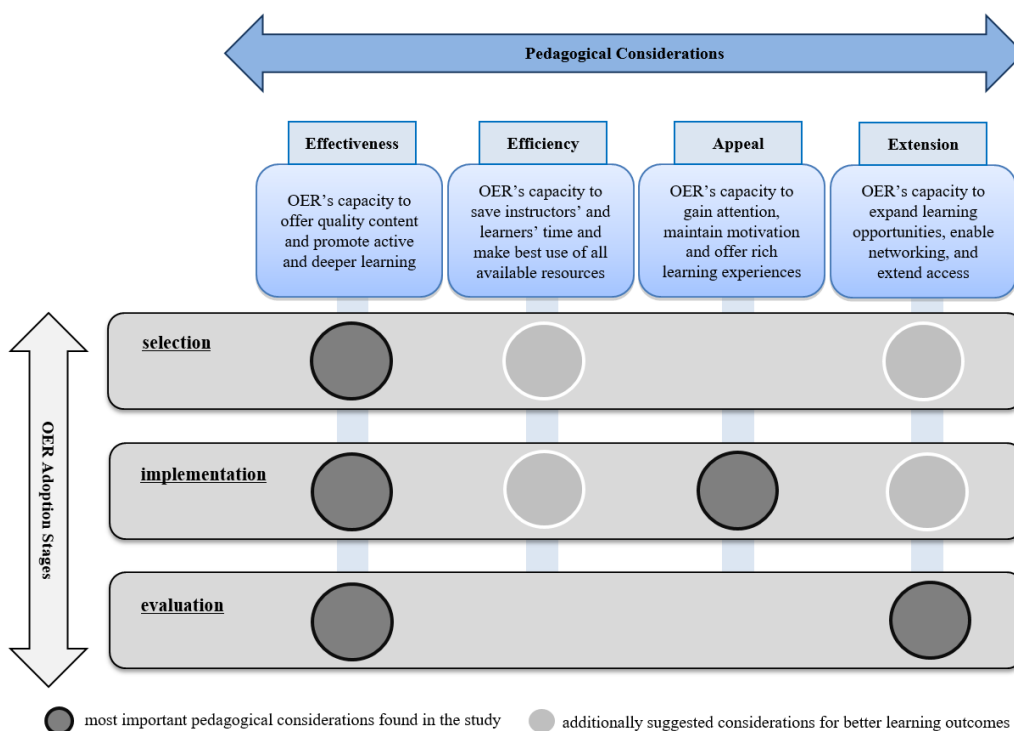 Pedagogical Considerations
Effectiveness
OER's capacity to
offer quality content
and promote active
and deeper learning
Efficiency
OER's capacity to
save instructors' and
learners' time and
make best use of all
available resources
Appeal
OER's capacity to
gain attention,
maintain motivation
and offer rich
learning experiences
Extension
OER's capacity to
expand learning
opportunities, enable
networking, and
extend access
OER Adoption Stages
selection
implementation
evaluation
most important pedagogical considerations found in the study
additionally suggested considerations for better learning outcomes